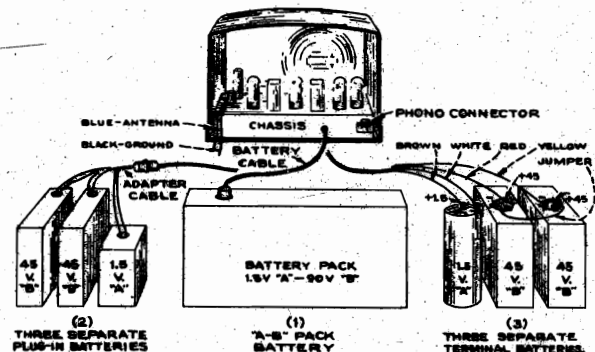 BLUE-ANTENNA
BLACK-GROUND
CHASSIS
PHONO CONNECTOR
BATTERY
CABLE
ADAPTER
CABLE
BROWN WHITE RED YELLOW
JUMPER
+1.5
+45
+45
45
V.
"B"
45
V.
"B"
1.5
V.
"A"
BATTERY PACK
1.5V "A"-90V "B"
1.5
V.
"A"
45
V.
"B"
45
V.
"B"
(2)
THREE SEPARATE
PLUG-IN BATTERIES
(1)
"A-B" PACK
BATTERY
(3)
THREE SEPARATE
TERMINAL BATTERIES.